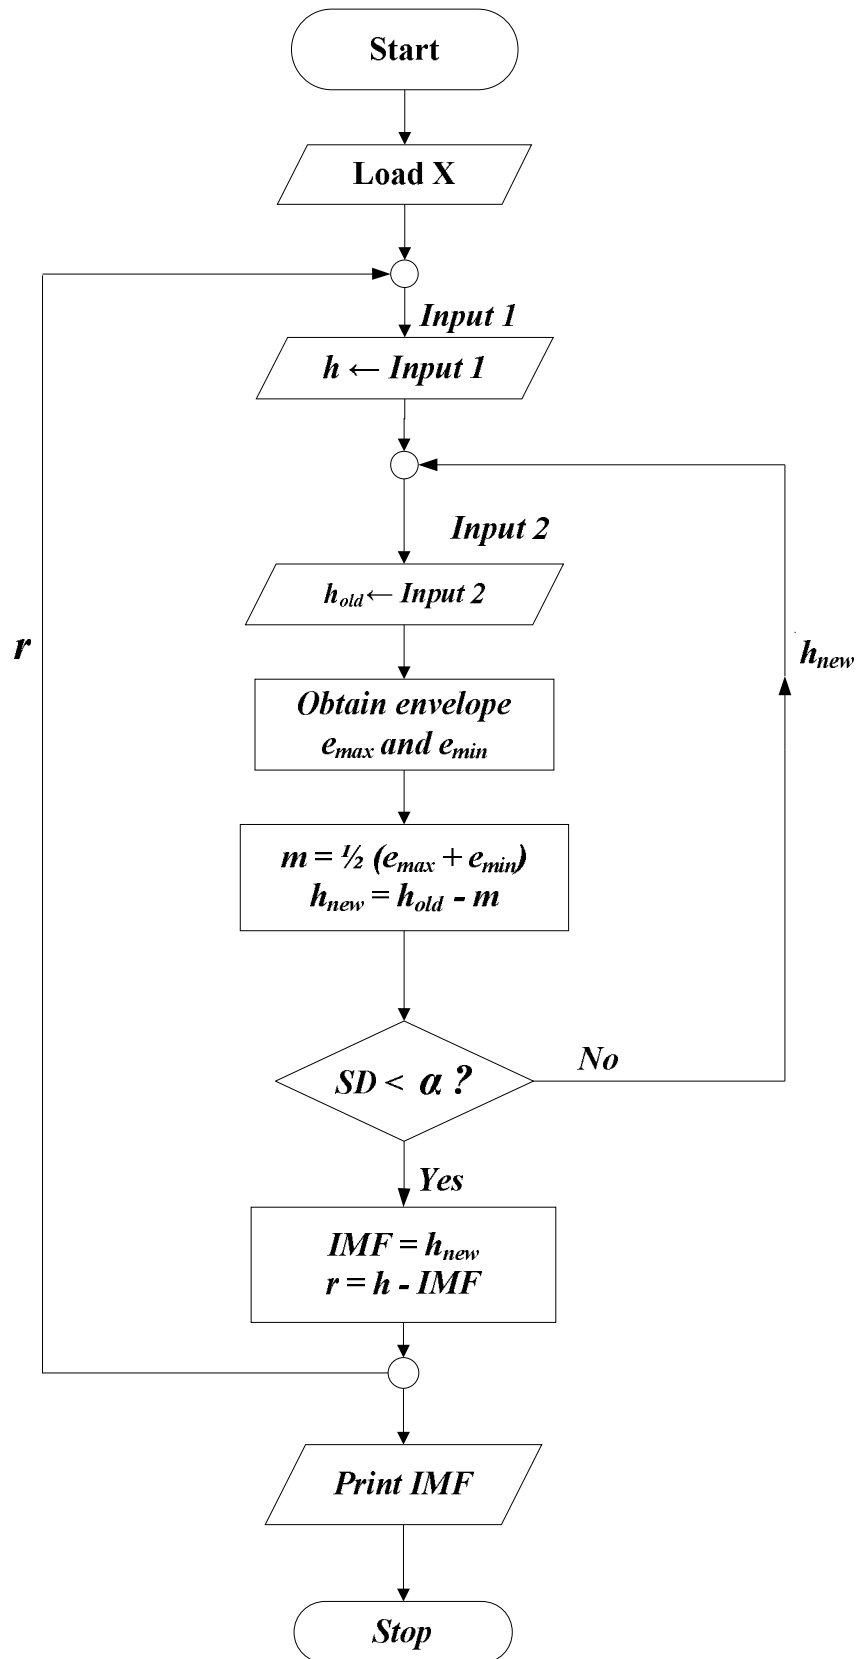 Start
Load X
Input 1
h ← Input 1
Input 2
h_old ← Input 2
r
h_new
Obtain envelope
e_max and e_min
m = ½ (e_max + e_min)
h_new = h_old - m
SD < α ?
No
Yes
IMF = h_new
r = h - IMF
Print IMF
Stop